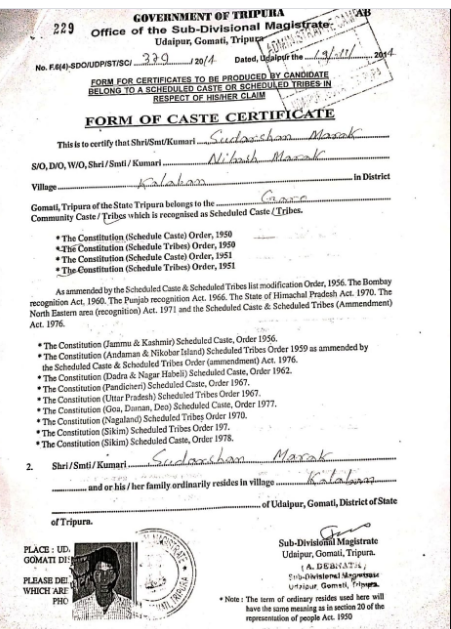 229
GOVERNMENT OF TRIPURA
Office of the Sub-Divisional Magistrate
Udaipur, Gomati, Tripura
No. F.6(4)-SDO/UDP/ST/SC/ 339 /2014 Dated, Udaipur the 19/11/ 2014
FORM FOR CERTIFICATES TO BE PRODUCED BY CANDIDATE
BELONG TO A SCHEDULED CASTE OR SCHEDULED TRIBES IN
RESPECT OF HIS/HER CLAIM
FORM OF CASTE CERTIFICATE
This is to certify that Shri/Smt/Kumari Sudarshan Marak
S/O, D/O, W/O, Shri / Smti / Kumari Nibash Marak
Village Kalaban in District
Gomati, Tripura of the State Tripura belongs to the Garo
Community Caste / Tribes which is recognised as Scheduled Caste / Tribes.
* The Constitution (Schedule Caste) Order, 1950
* The Constitution (Schedule Tribes) Order, 1950
* The Constitution (Schedule Caste) Order, 1951
* The Constitution (Schedule Tribes) Order, 1951
As ammended by the Scheduled Caste & Scheduled Tribes list modification Order, 1956. The Bombay
recognition Act, 1960. The Punjab recognition Act. 1966. The State of Himachal Pradesh Act. 1970. The
North Eastern area (recognition) Act. 1971 and the Scheduled Caste & Scheduled Tribes (Ammendment)
Act. 1976.
* The Constitution (Jammu & Kashmir) Scheduled Caste, Order 1956.
* The Constitution (Andaman & Nikobor Island) Scheduled Tribes Order 1959 as ammended by
the Scheduled Caste & Scheduled Tribes Order (ammendment) Act. 1976.
* The Constitution (Dadra & Nagar Habeli) Scheduled Caste, Order 1962.
* The Constitution (Pandicheri) Scheduled Caste, Order 1967.
* The Constitution (Uttar Pradesh) Scheduled Tribes Order 1967.
* The Constitution (Goa, Daman, Deo) Scheduled Caste, Order 1977.
* The Constitution (Nagaland) Scheduled Tribes Order 1970.
* The Constitution (Sikim) Scheduled Tribes Order 197.
* The Constitution (Sikim) Scheduled Caste, Order 1978.
2. Shri / Smti / Kumari Sudarshan Marak
and or his / her family ordinarily resides in village Kalaban
of Udaipur, Gomati, District of State
of Tripura.
Sub-Divisional Magistrate
Udaipur, Gomati, Tripura.
(A. DEBNATH)
Sub-Divisional Magistrate
Udaipur, Gomati, Tripura.
PLACE : UD
GOMATI DI
PLEASE DEL
WHICH ARE
PHO
* Note : The term of ordinary resides used here will
have the same meaning as in section 20 of the
representation of people Act. 1950